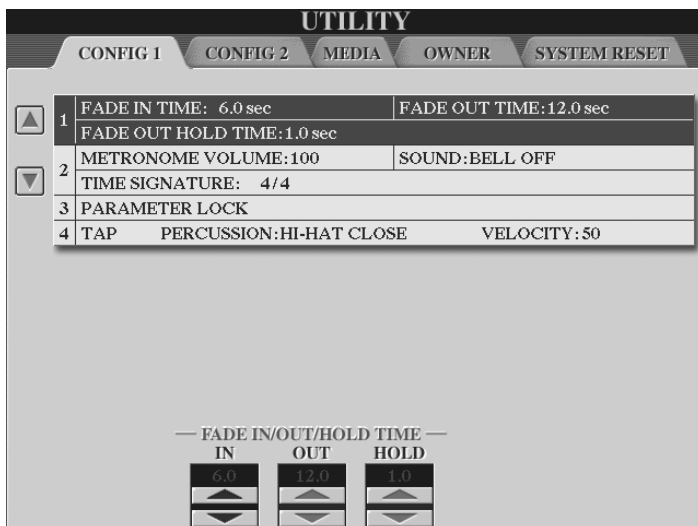 UTILITY
CONFIG 1 CONFIG 2 MEDIA OWNER SYSTEM RESET
1 FADE IN TIME: 6.0 sec FADE OUT TIME:12.0 sec
FADE OUT HOLD TIME:1.0 sec
2 METRONOME VOLUME:100 SOUND:BELL OFF
TIME SIGNATURE: 4/4
3 PARAMETER LOCK
4 TAP PERCUSSION:HI-HAT CLOSE VELOCITY:50
FADE IN/OUT/HOLD TIME
IN OUT HOLD
6.0 12.0 1.0